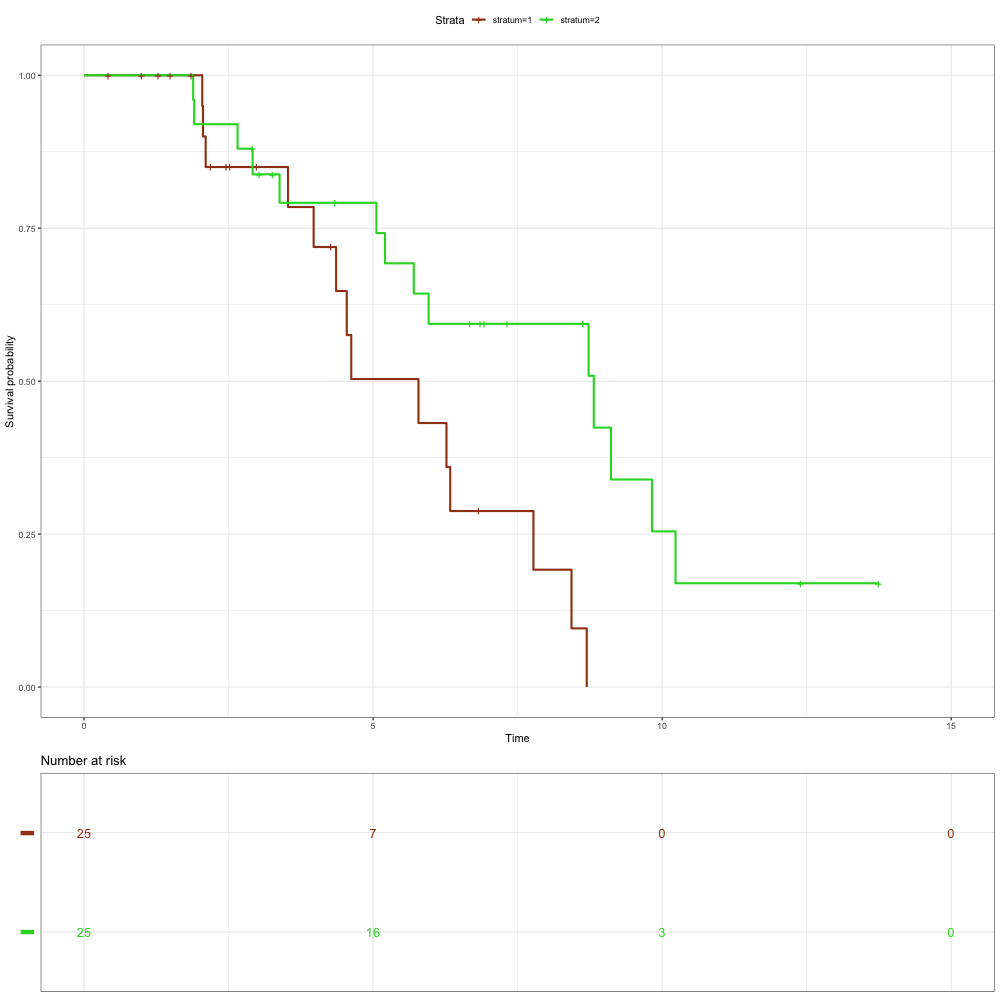 Strata stratum=1 stratum=2
Survival probability
1.00
0.75
0.50
0.25
0.00
0 5 10 15
Time
Number at risk
25 7 0 0
25 16 3 0